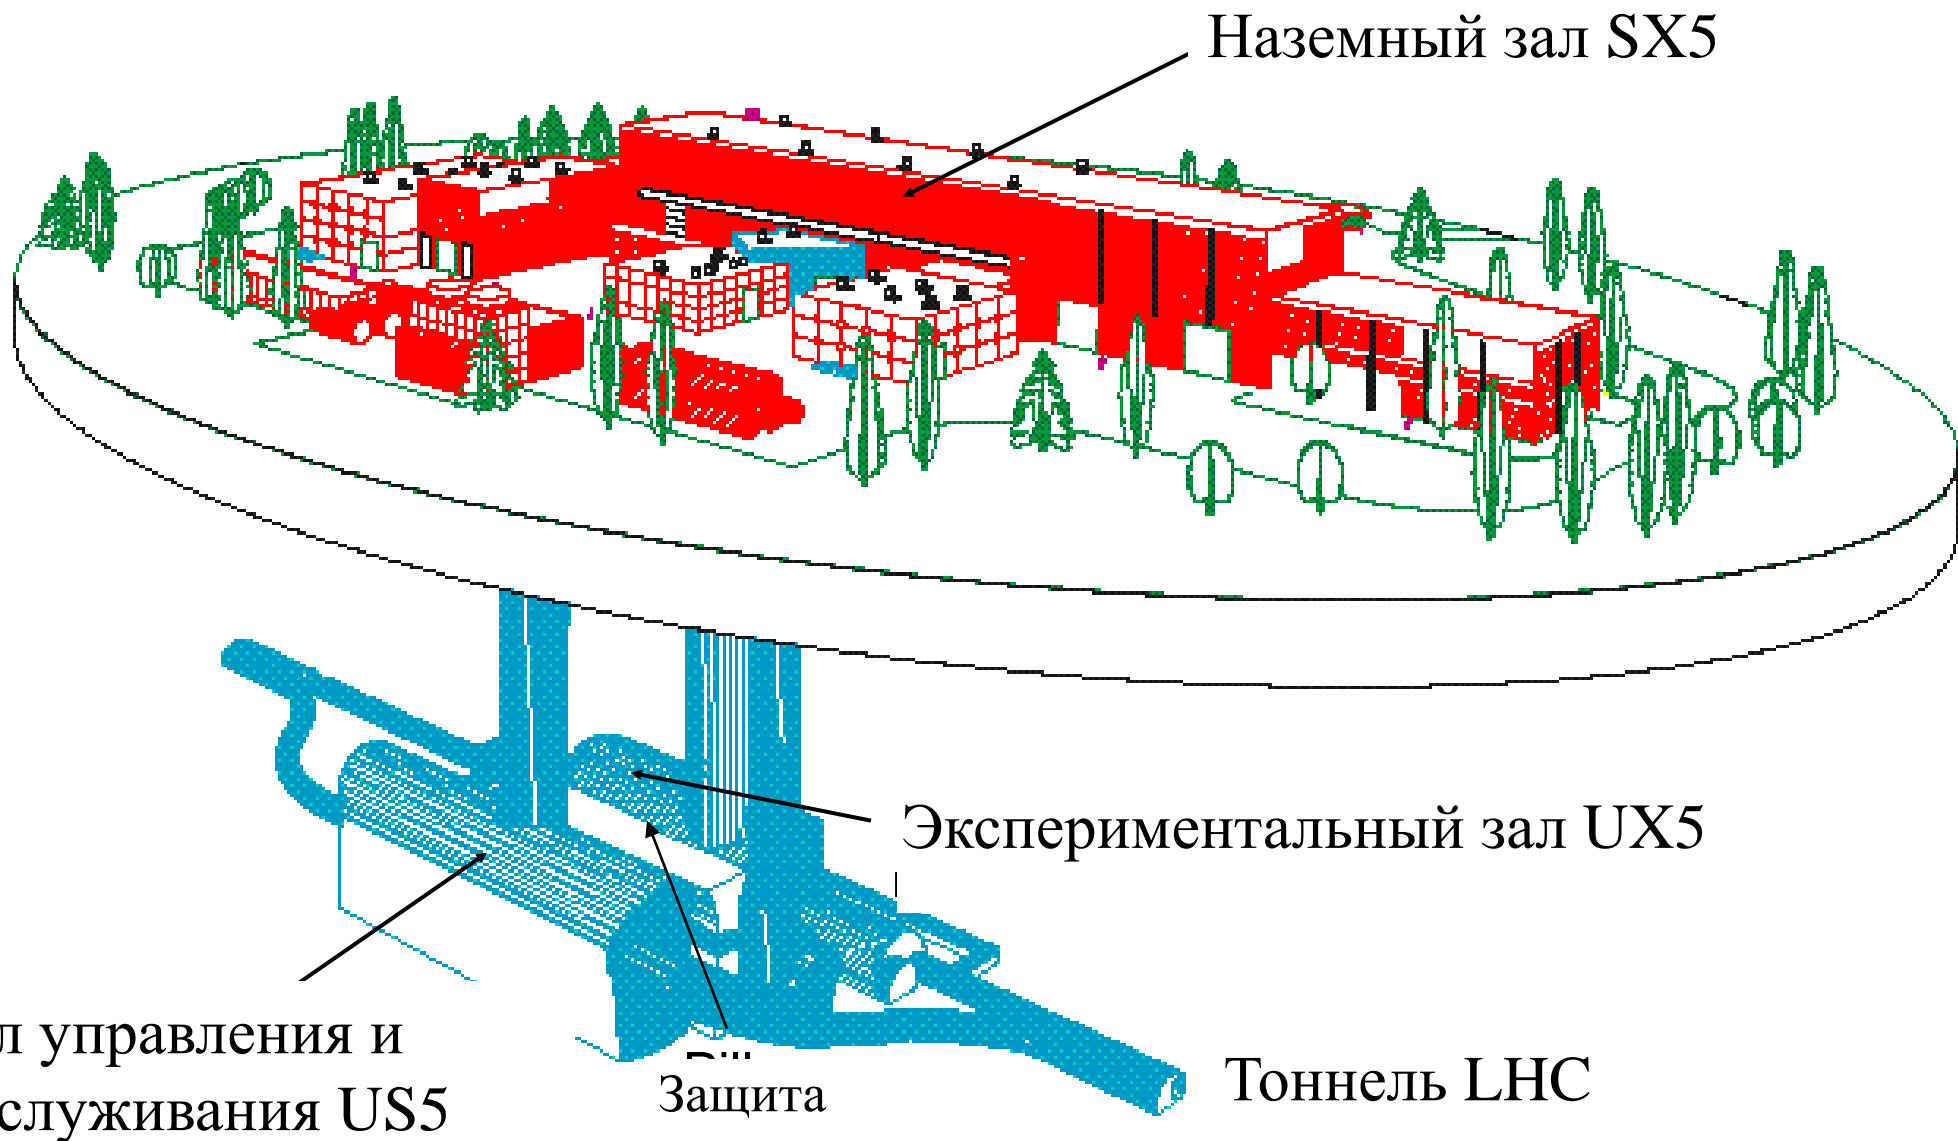 Наземный зал SX5
Экспериментальный зал UX5
л управления и
служивания US5
Защита
Тоннель LHC